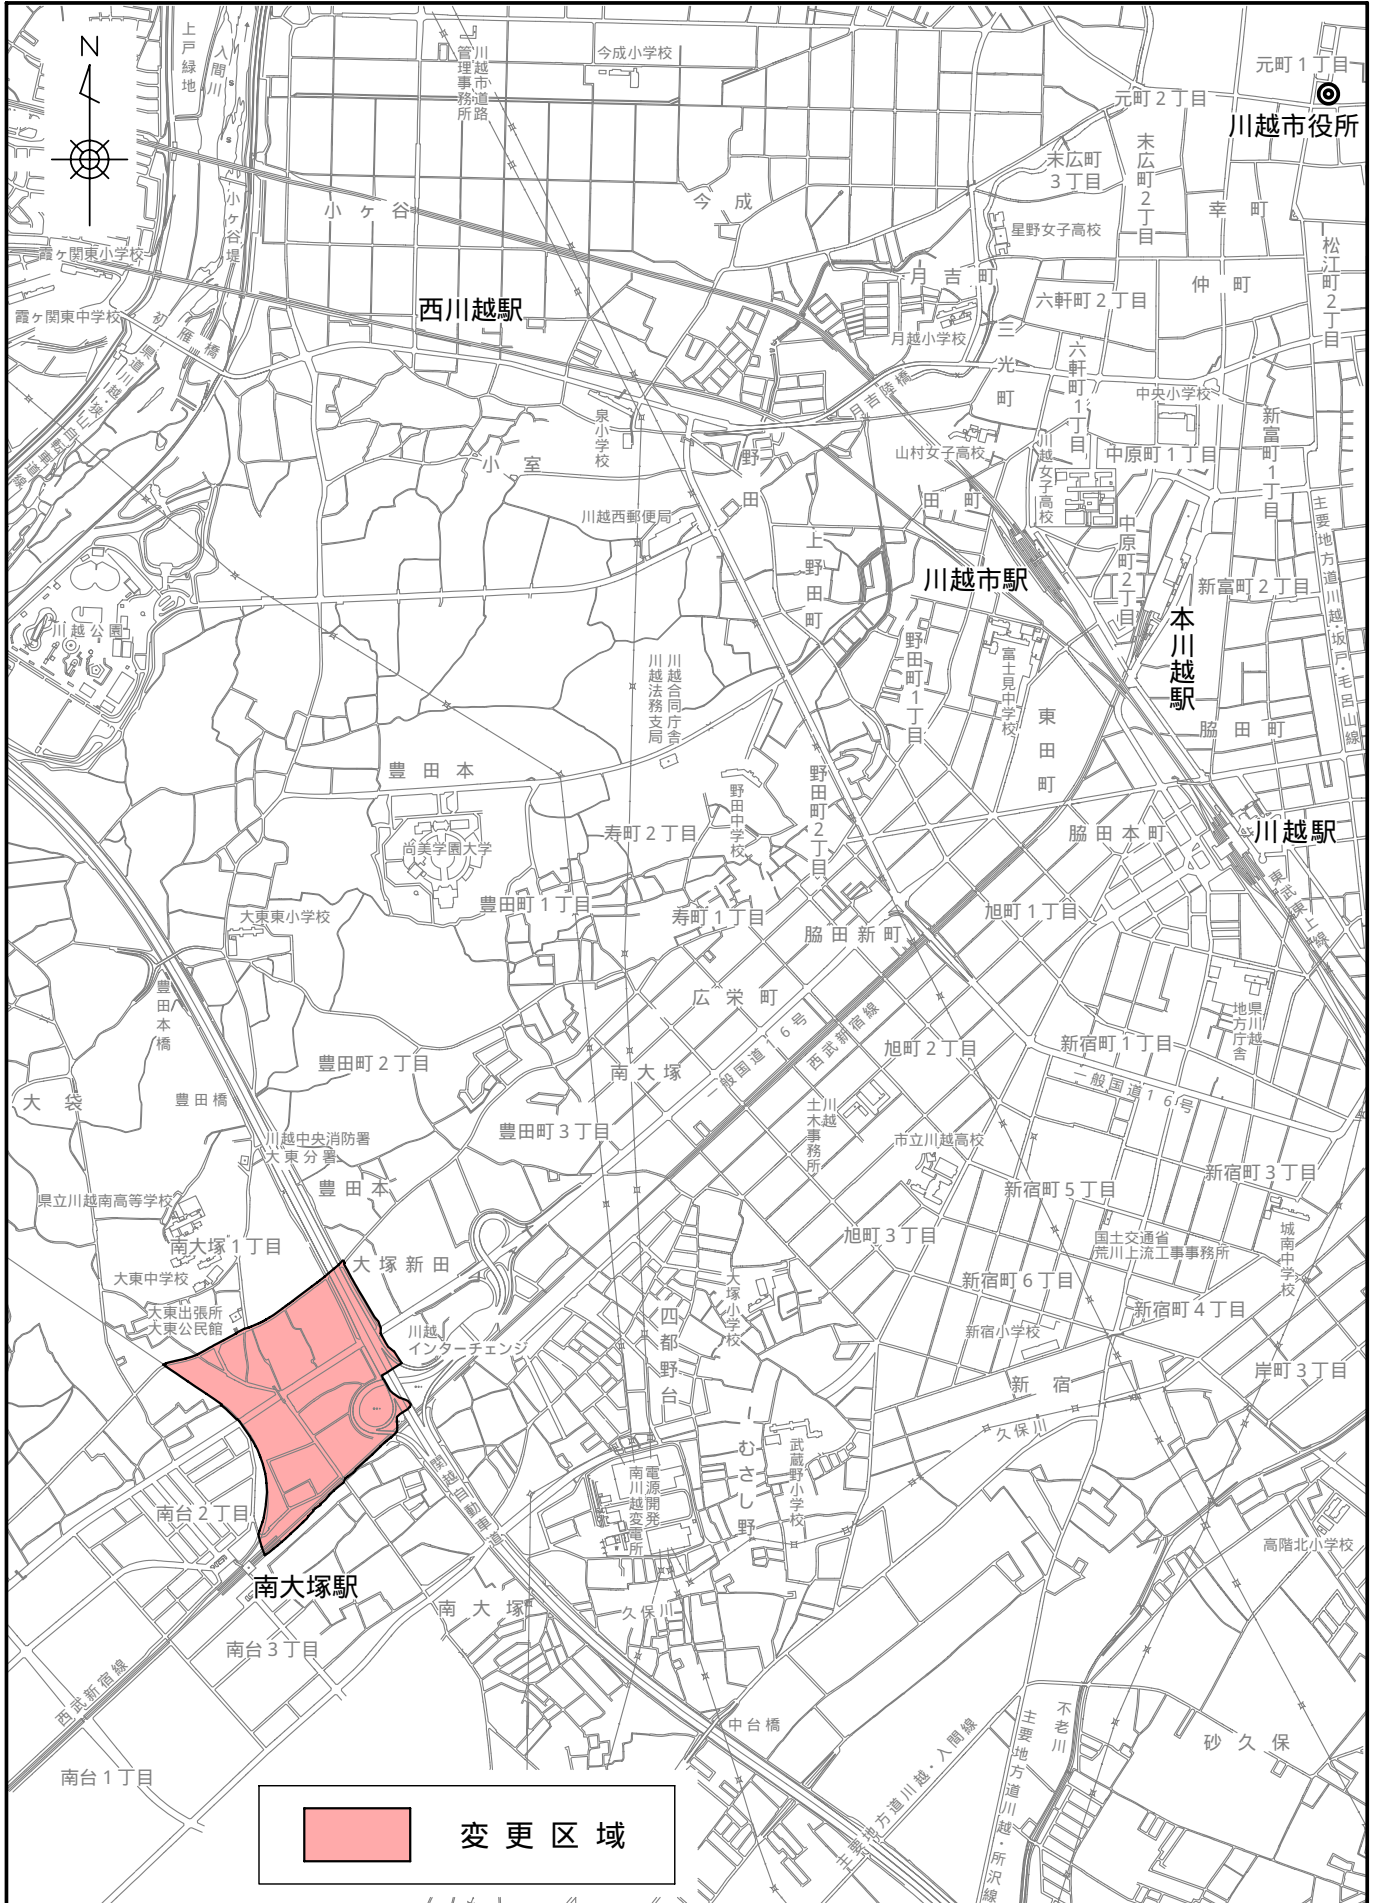 N
上戸緑地
入間川
川越市道路
管理事務所
今成小学校
元町1丁目
元町2丁目
川越市役所
末広町
3丁目
末広町2丁目
小ヶ谷
小ヶ谷堤
今成
星野女子高校
幸町
松江町2丁目
霞ヶ関東小学校
霞ヶ関東中学校
初雁橋
西川越駅
月吉町
六軒町2丁目
仲町
月越小学校
三光町
六軒町1丁目
県道川越・狭山自転車道線
月吉陸橋
中央小学校
新富町1丁目
泉小学校
小室
野田
山村女子高校
川越女子高校
中原町1丁目
田町
川越西郵便局
上野田町
中原町2丁目
主要地方道川越・坂戸・毛呂山線
川越市駅
新富町2丁目
本川越駅
川越公園
川越合同庁舎
川越法務支局
野田町1丁目
富士見中学校
東田町
脇田町
豊田本
野田町2丁目
野田中学校
寿町2丁目
脇田本町
川越駅
尚美学園大学
豊田町1丁目
寿町1丁目
旭町1丁目
東武東上線
大東東小学校
脇田新町
豊田本橋
広栄町
一般国道16号
西武新宿線
県川越
地方庁舎
旭町2丁目
新宿町1丁目
豊田町2丁目
南大塚
一般国道16号
大袋
豊田橋
川越
土木事務所
豊田町3丁目
川越中央消防署
大東分署
市立川越高校
豊田本
県立川越南高等学校
新宿町5丁目
新宿町3丁目
南大塚1丁目
旭町3丁目
国土交通省
荒川上流工事事務所
城南中学校
大塚新田
大東中学校
大塚小学校
新宿町6丁目
大東出張所
大東公民館
四都野台
新宿町4丁目
川越
インターチェンジ
新宿小学校
新宿
岸町3丁目
久保川
むさし野
武蔵野小学校
関越自動車道
電源開発
南川越変電所
南台2丁目
高階北小学校
南大塚駅
南大塚
久保川
南台3丁目
西武新宿線
中台橋
不老川
砂久保
主要地方道川越・入間線
主要地方道川越・所沢線
南台1丁目
変更区域